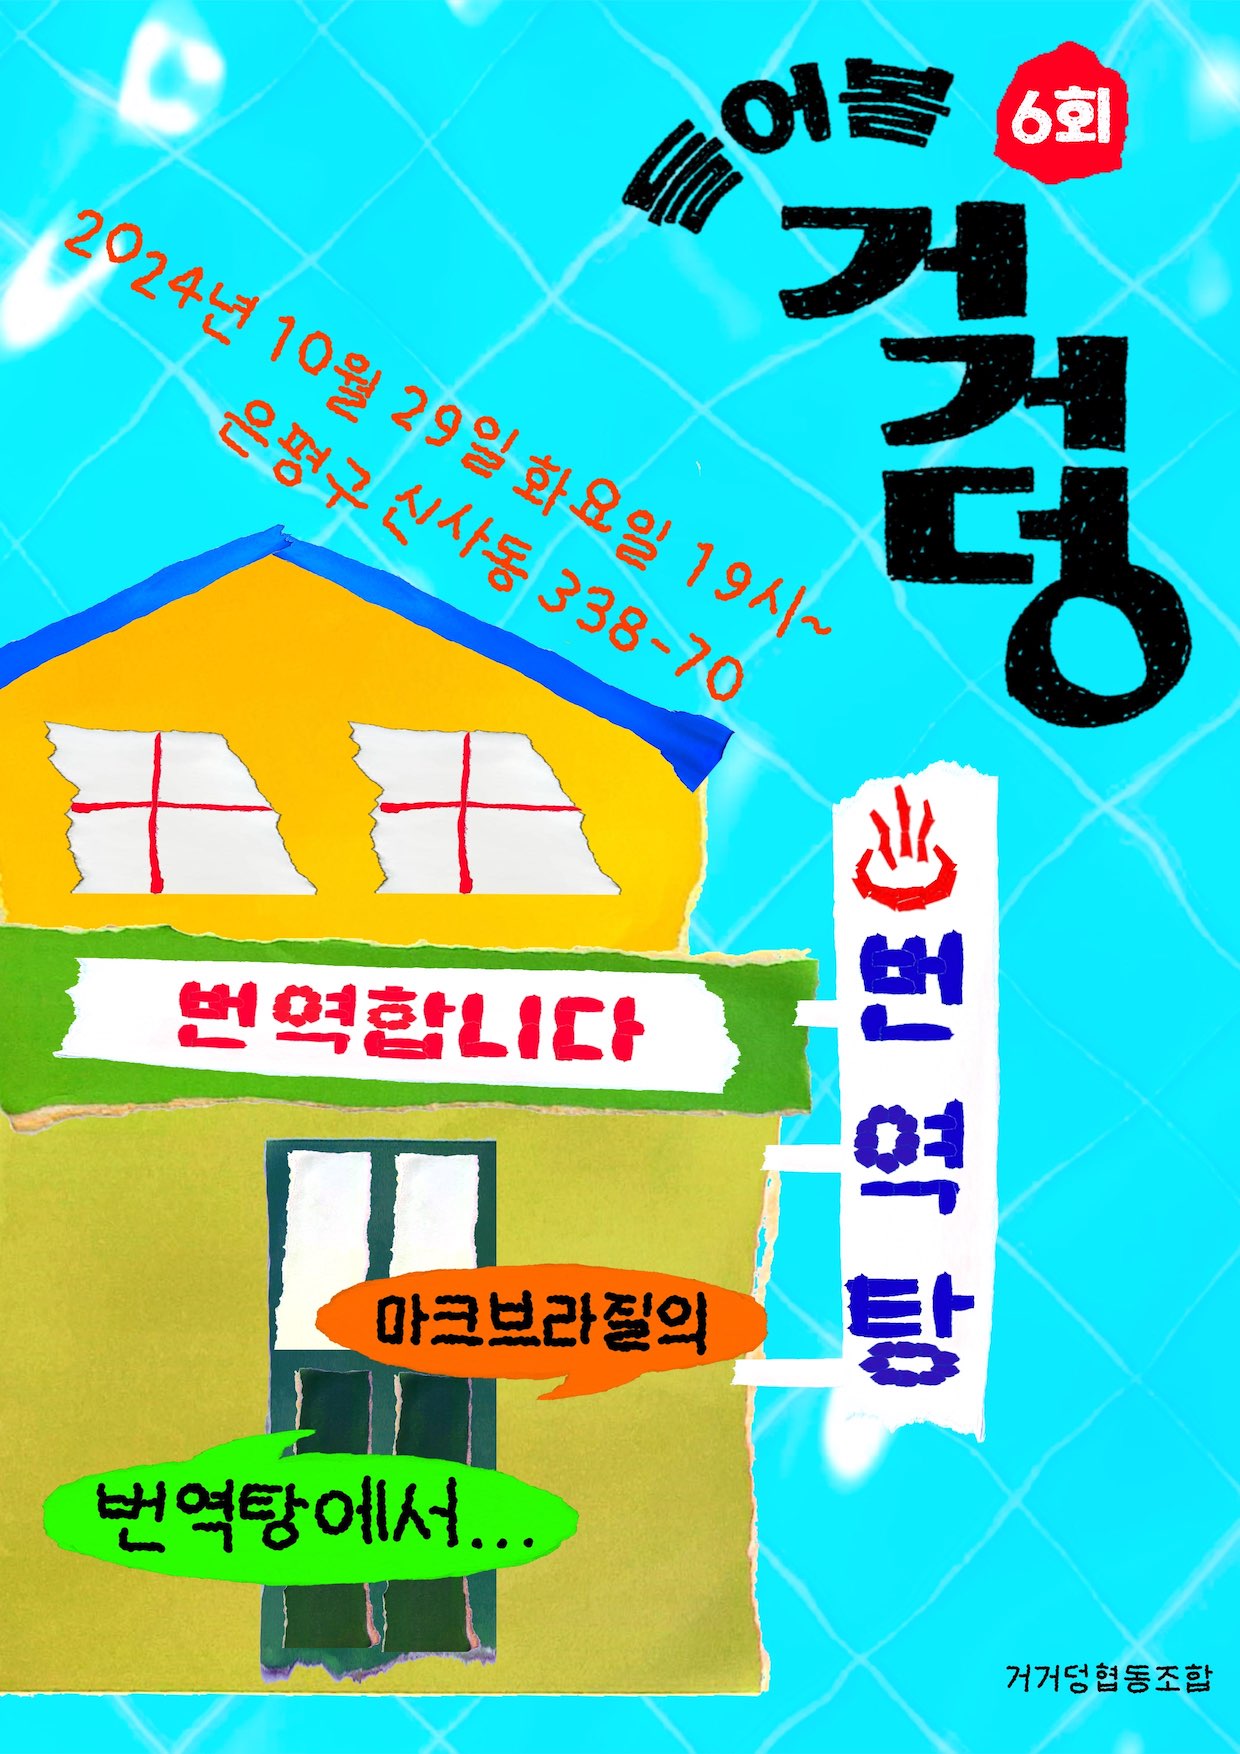 들어볼
6회
거
거
덩
2024년 10월 29일 화요일 19시~
은평구 신사동 338-70
번역합니다
번역탕
마크브라질의
번역탕에서...
거거덩협동조합